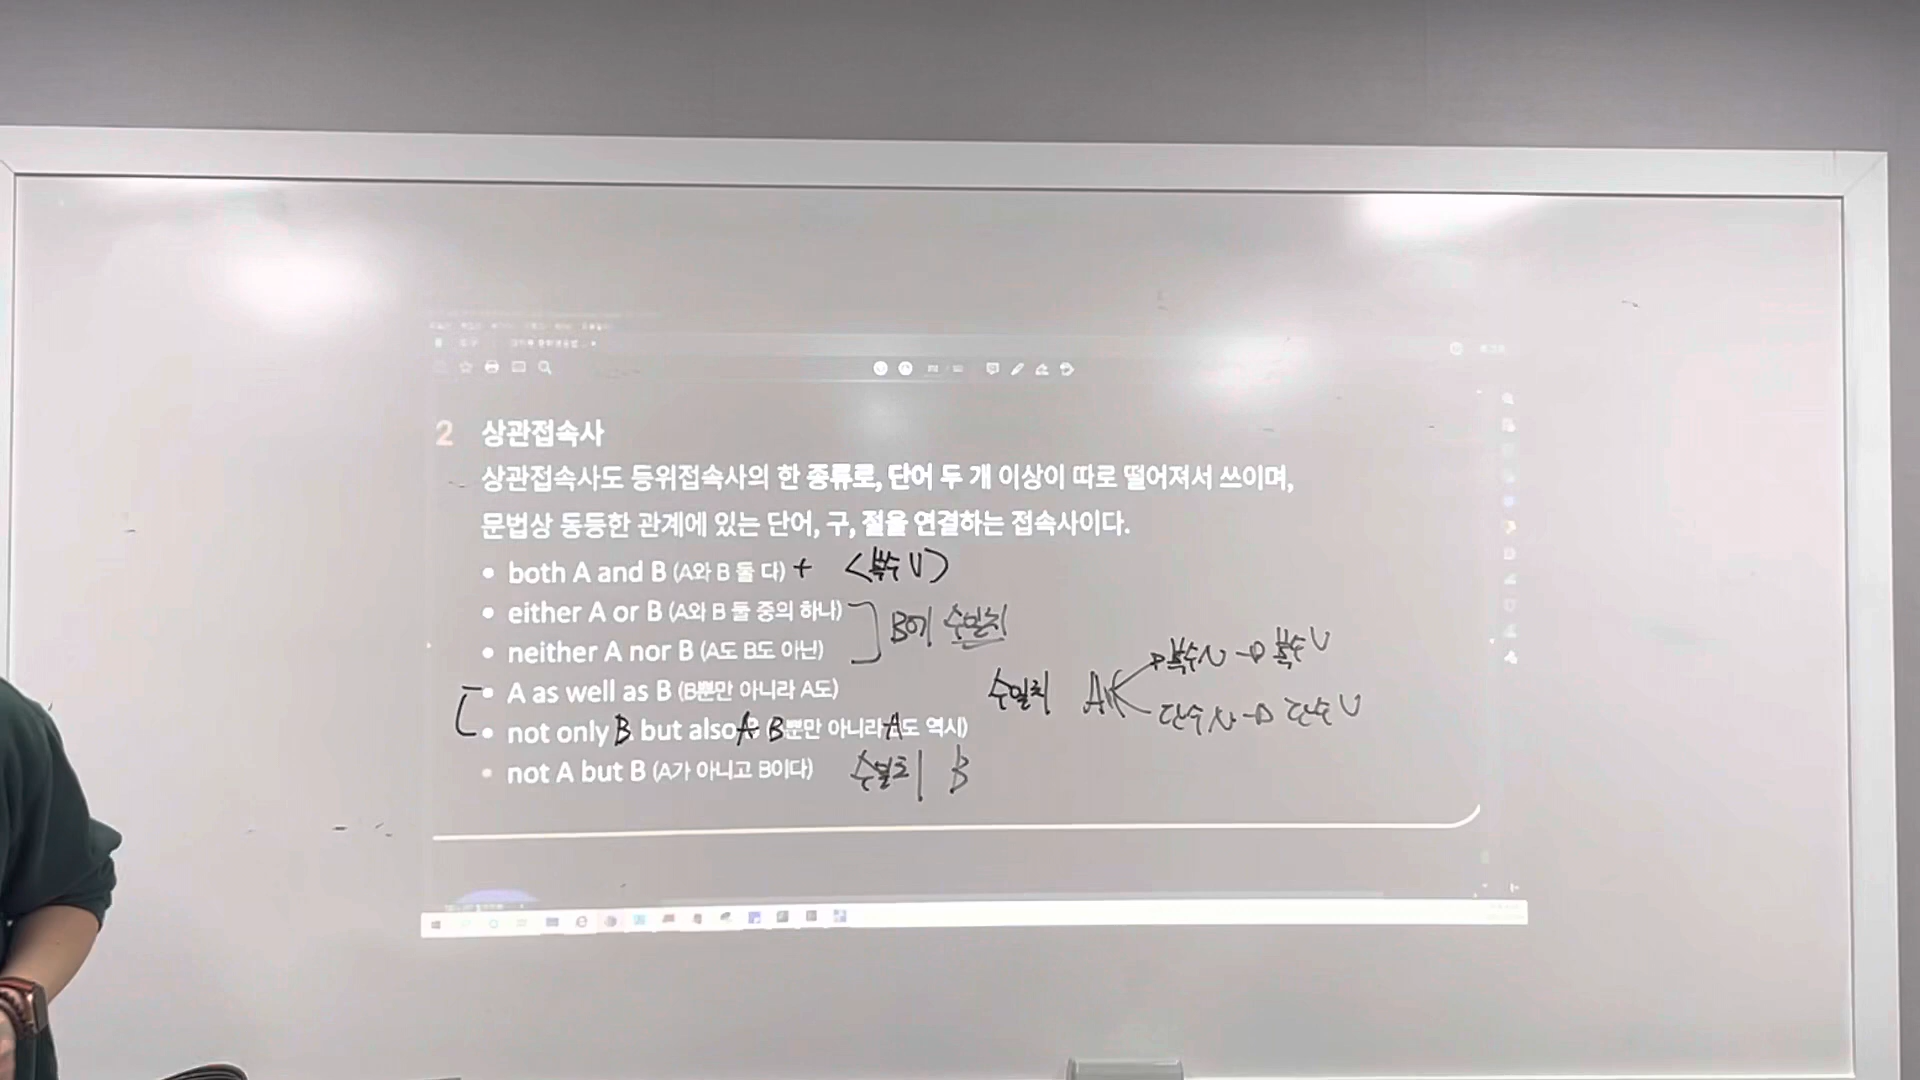 2 상관접속사
상관접속사도 등위접속사의 한 종류로, 단어 두 개 이상이 따로 떨어져서 쓰이며,
문법상 동등한 관계에 있는 단어, 구, 절을 연결하는 접속사이다.
• both A and B (A와 B 둘 다) + <복수 V>
• either A or B (A와 B 둘 중의 하나)
B에 수일치
• neither A nor B (A도 B도 아닌)
• A as well as B (B뿐만 아니라 A도)
수일치 A
복수 N → 복수 V
단수 N → 단수 V
• not only B but also A B뿐만 아니라 A도 역시)
• not A but B (A가 아니고 B이다) 수일치 B